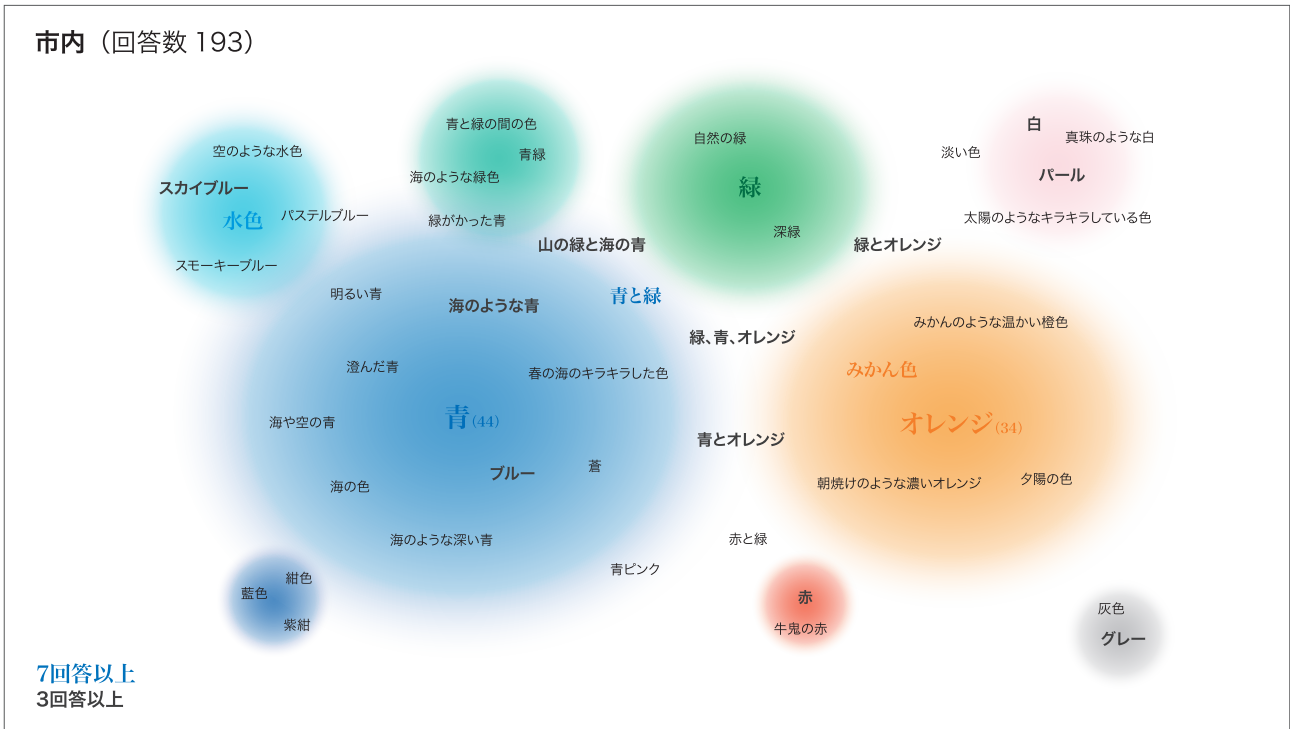 市内（回答数 193）
空のような水色
スカイブルー
水色
パステルブルー
スモーキーブルー
青と緑の間の色
青緑
海のような緑色
緑がかった青
自然の緑
緑
深緑
白
真珠のような白
淡い色
パール
太陽のようなキラキラしている色
山の緑と海の青
緑とオレンジ
明るい青
海のような青
青と緑
緑、青、オレンジ
みかんのような温かい橙色
澄んだ青
春の海のキラキラした色
みかん色
海や空の青
青(44)
オレンジ(34)
青とオレンジ
ブルー
蒼
海の色
朝焼けのような濃いオレンジ
夕陽の色
海のような深い青
赤と緑
青ピンク
紺色
藍色
紫紺
赤
牛鬼の赤
灰色
グレー
7回答以上
3回答以上